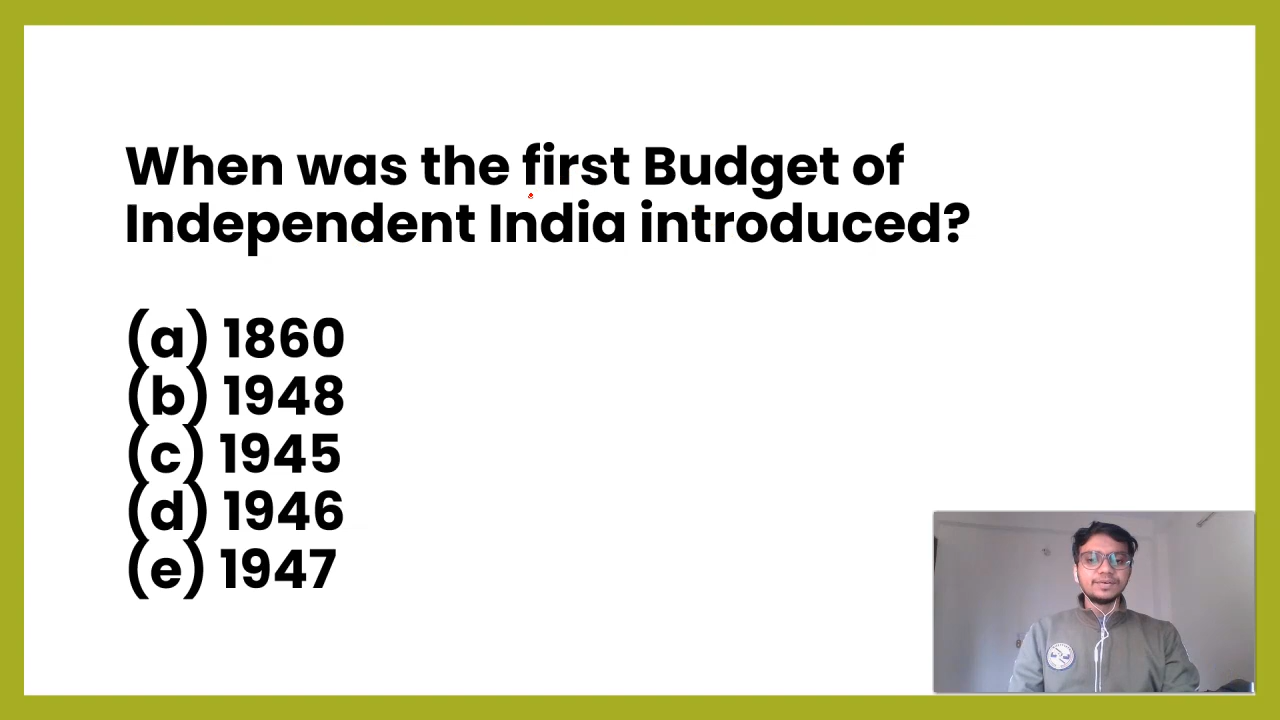 When was the first Budget of
Independent India introduced?
(a) 1860
(b) 1948
(c) 1945
(d) 1946
(e) 1947